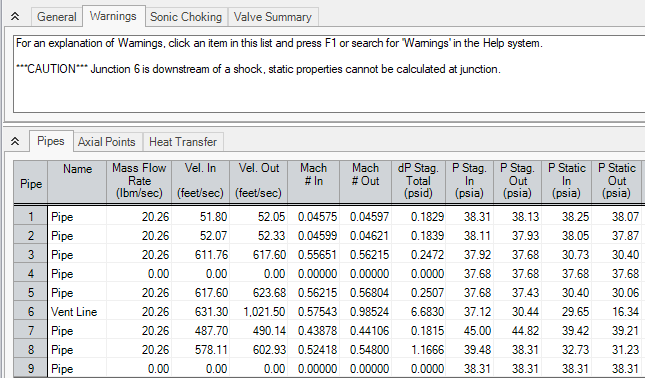 General Warnings Sonic Choking Valve Summary
For an explanation of Warnings, click an item in this list and press F1 or search for 'Warnings' in the Help system.
***CAUTION*** Junction 6 is downstream of a shock, static properties cannot be calculated at junction.
Pipes Axial Points Heat Transfer
Name Mass Flow Vel. In Vel. Out Mach Mach dP Stag. P Stag. P Stag. P Static P Static
Rate # In # Out Total In Out In Out
Pipe (lbm/sec) (feet/sec) (feet/sec) (psid) (psia) (psia) (psia) (psia)
1 Pipe 20.26 51.80 52.05 0.04575 0.04597 0.1829 38.31 38.13 38.25 38.07
2 Pipe 20.26 52.07 52.33 0.04599 0.04621 0.1839 38.11 37.93 38.05 37.87
3 Pipe 20.26 611.76 617.60 0.55651 0.56215 0.2472 37.92 37.68 30.73 30.40
4 Pipe 0.00 0.00 0.00 0.00000 0.00000 0.0000 37.68 37.68 37.68 37.68
5 Pipe 20.26 617.60 623.68 0.56215 0.56804 0.2507 37.68 37.43 30.40 30.06
6 Vent Line 20.26 631.30 1,021.50 0.57543 0.98524 6.6830 37.12 30.44 29.65 16.34
7 Pipe 20.26 487.70 490.14 0.43878 0.44106 0.1815 45.00 44.82 39.42 39.21
8 Pipe 20.26 578.11 602.93 0.52418 0.54800 1.1666 39.48 38.31 32.73 31.23
9 Pipe 0.00 0.00 0.00 0.00000 0.00000 0.0000 38.31 38.31 38.31 38.31